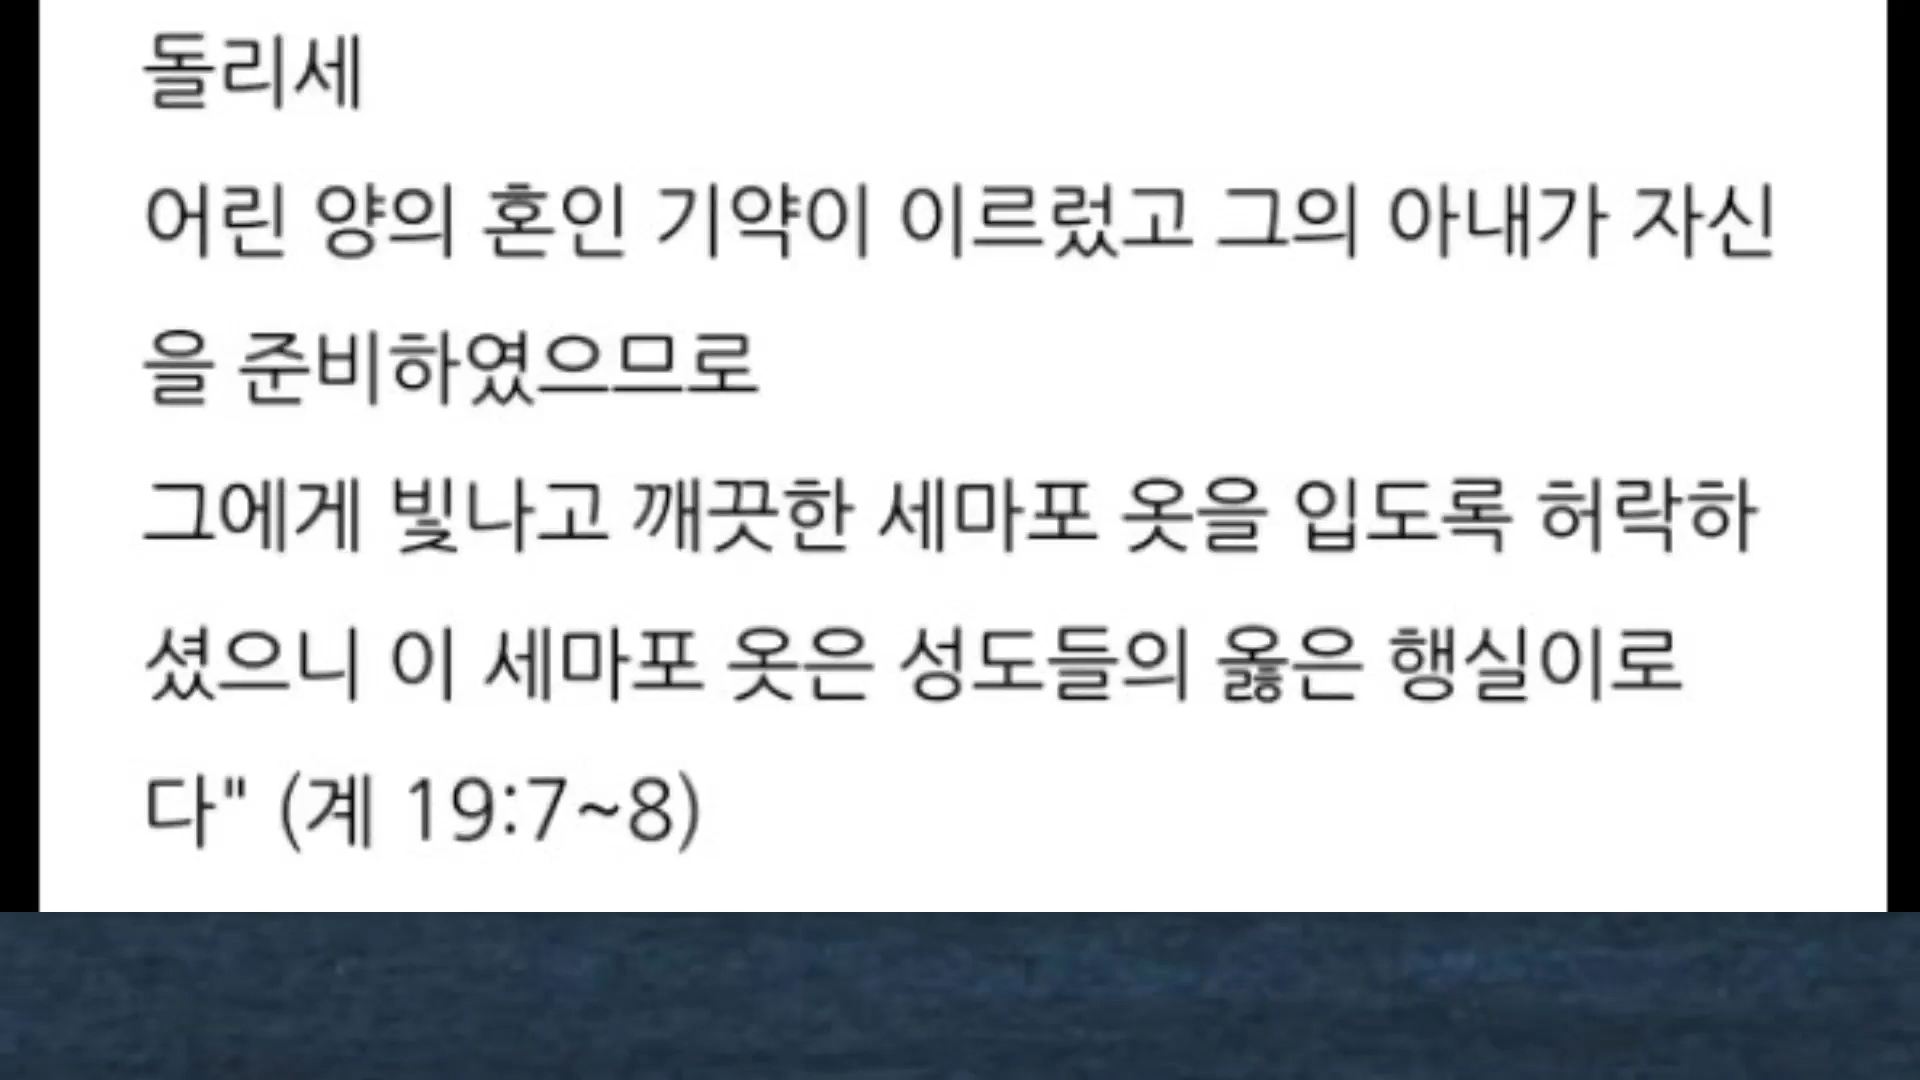 돌리세
어린 양의 혼인 기약이 이르렀고 그의 아내가 자신
을 준비하였으므로
그에게 빛나고 깨끗한 세마포 옷을 입도록 허락하
셨으니 이 세마포 옷은 성도들의 옳은 행실이로
다" (계 19:7~8)